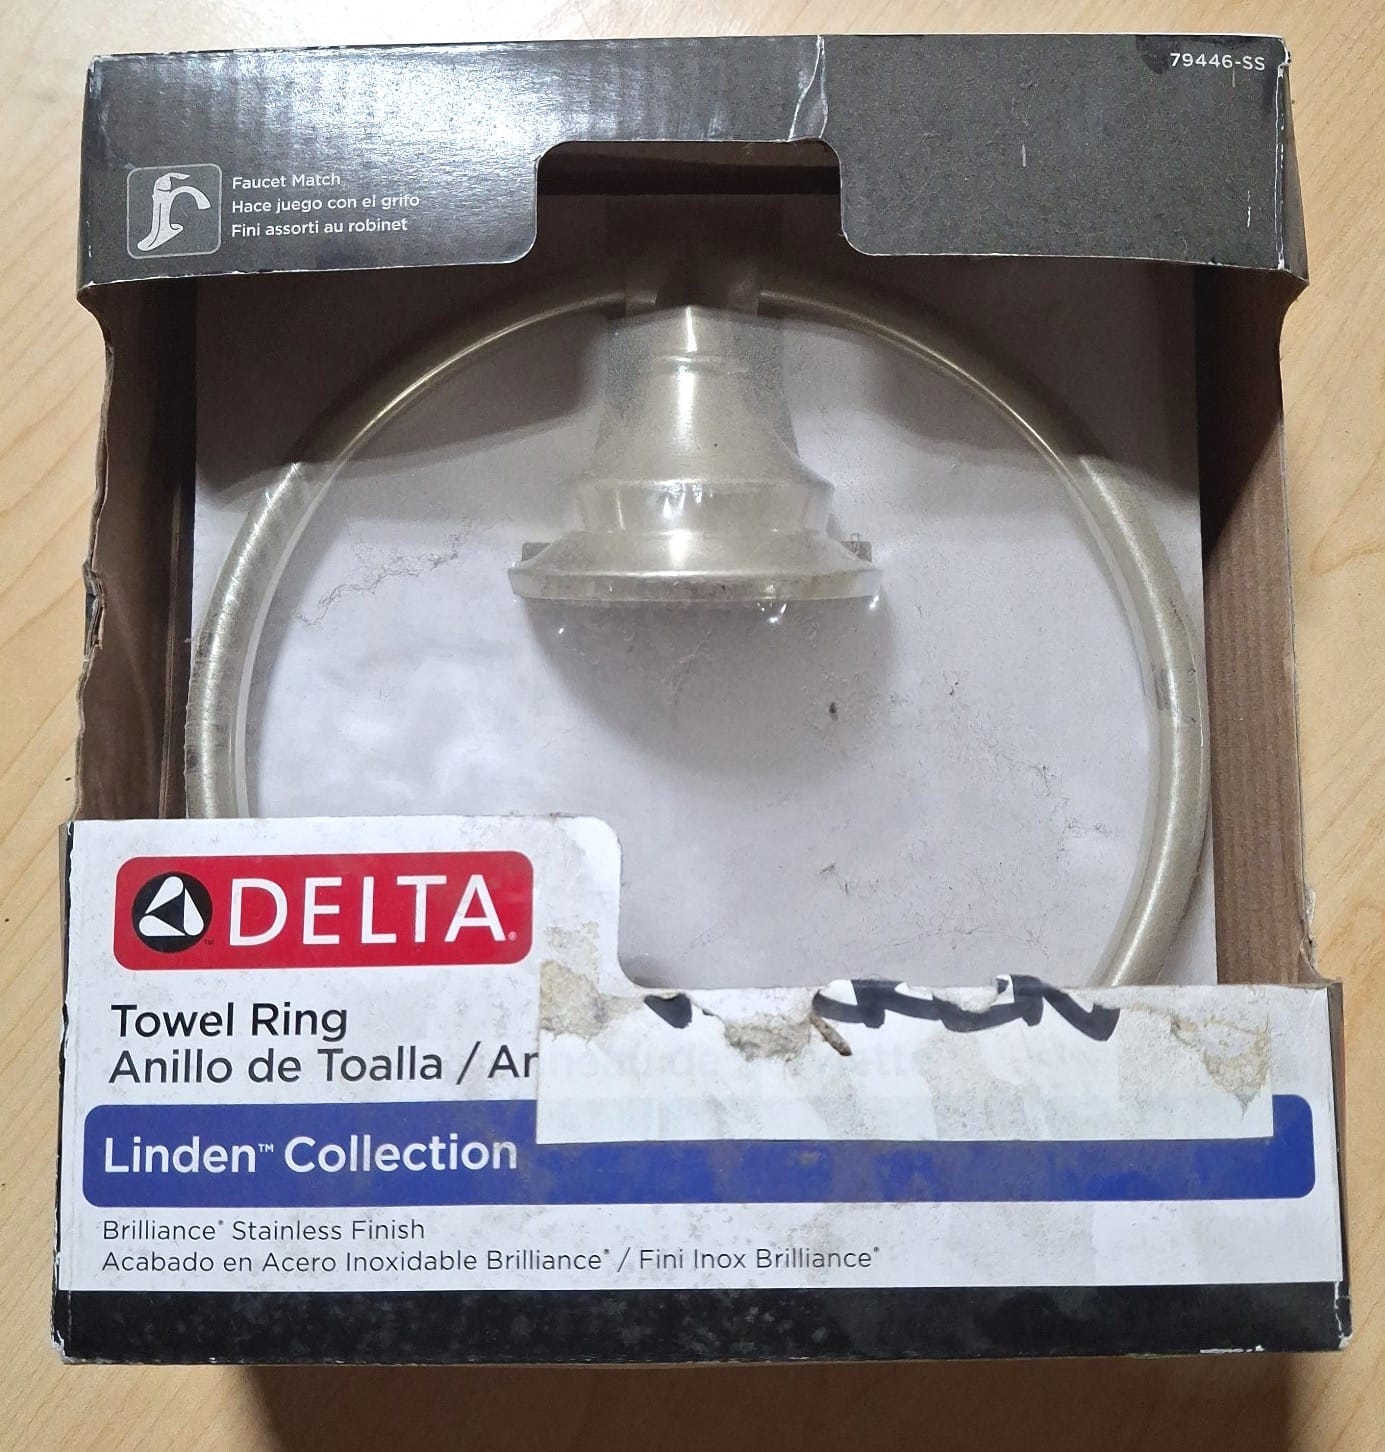 79446-SS
Faucet Match
Hace juego con el grifo
Fini assorti au robinet
DELTA
Towel Ring
Anillo de Toalla / An
Linden™ Collection
Brilliance® Stainless Finish
Acabado en Acero Inoxidable Brilliance® / Fini Inox Brilliance®